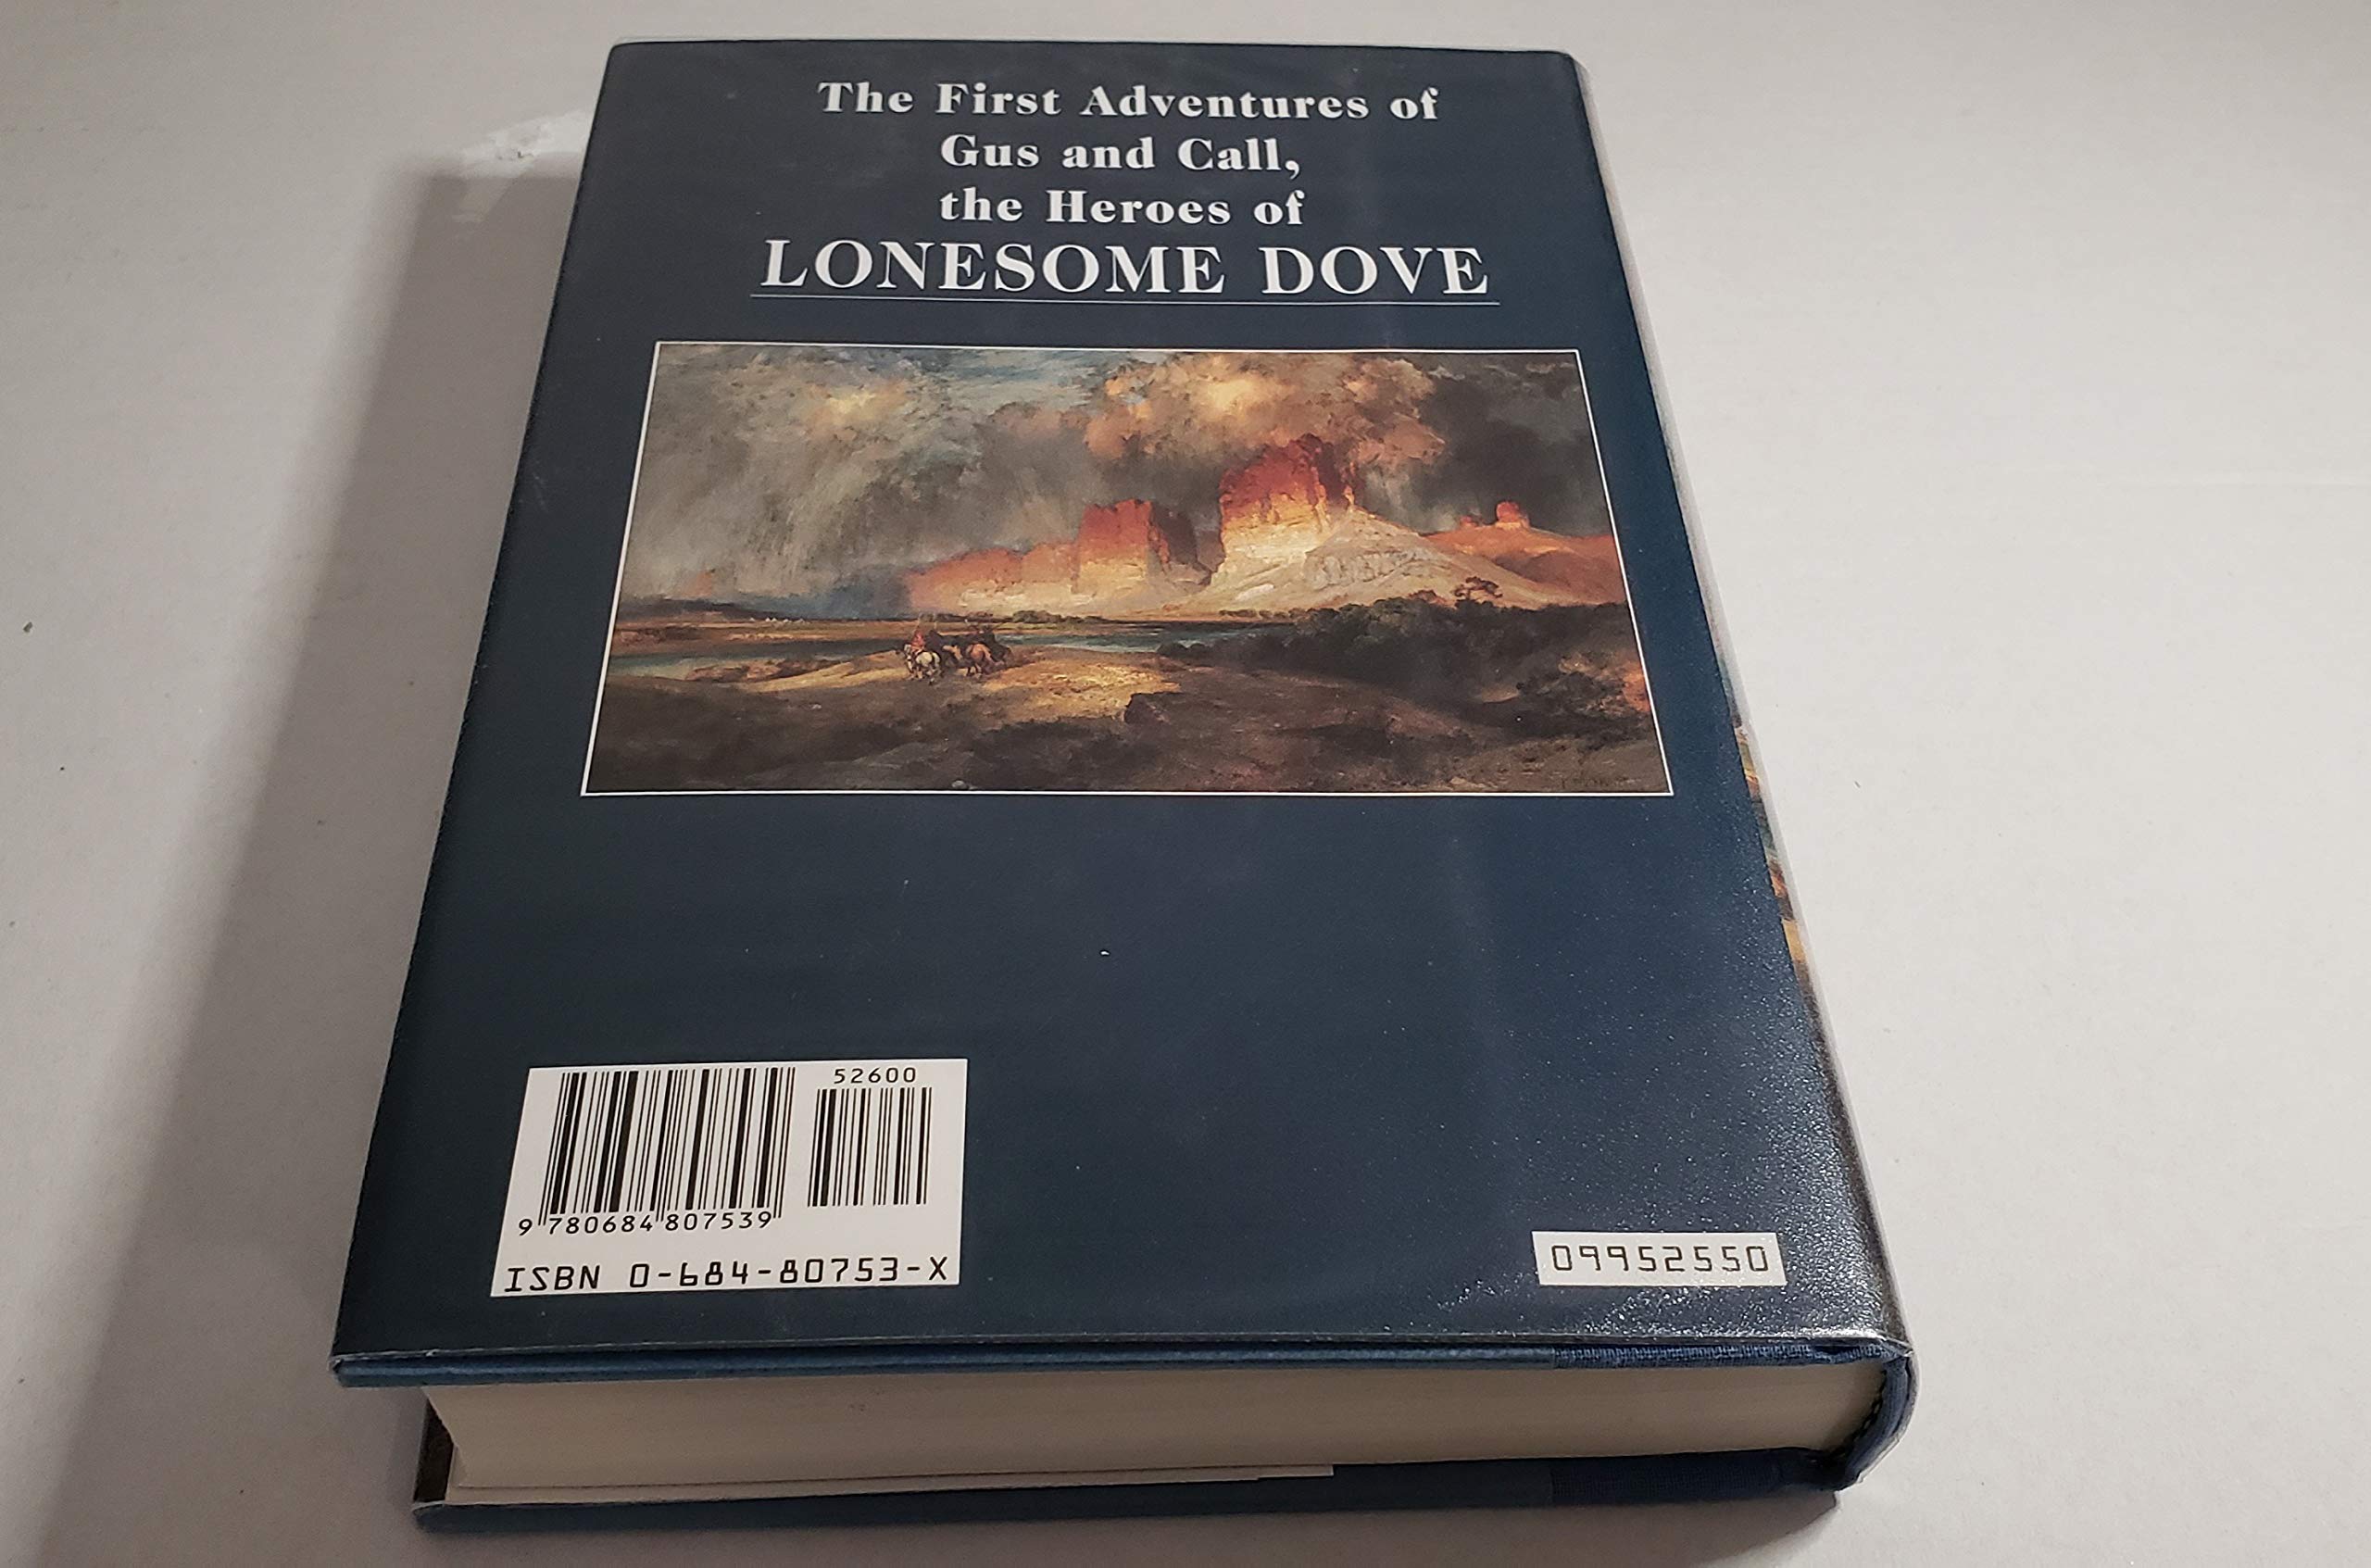 The First Adventures of
Gus and Call,
the Heroes of
LONESOME DOVE
52600
9 780684 807539
ISBN 0-684-80753-X
09952550